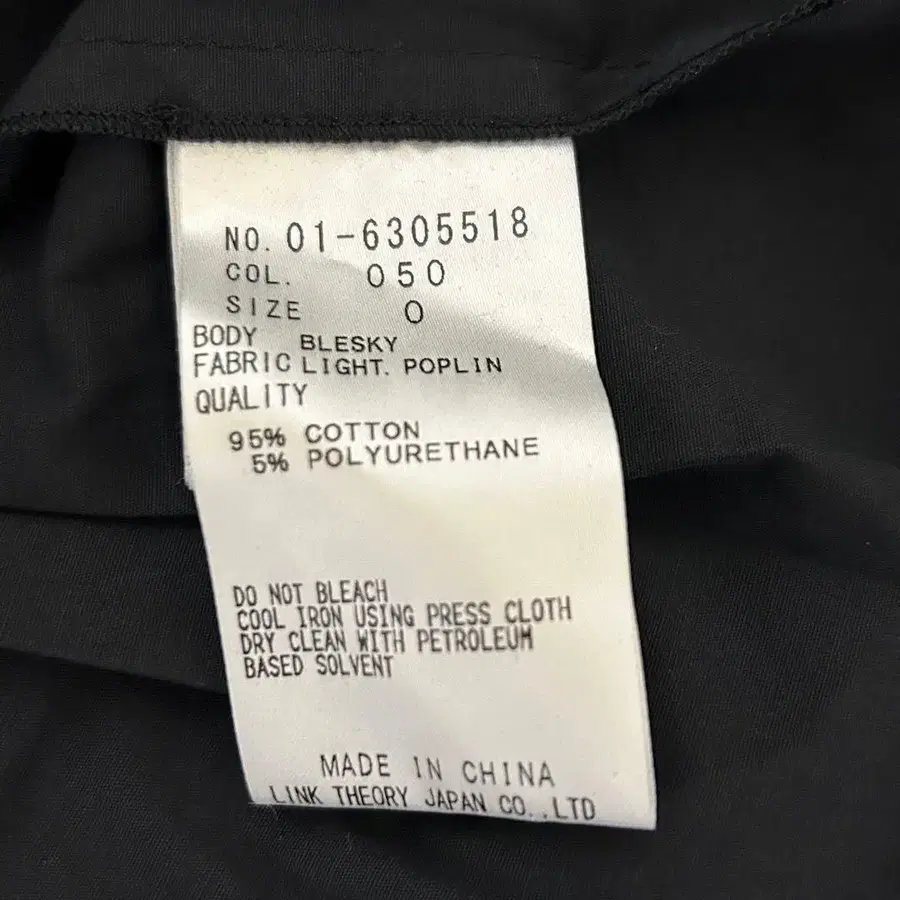 NO. 01-6305518
COL. 050
SIZE 0
BODY BLESKY
FABRIC LIGHT. POPLIN
QUALITY
95% COTTON
5% POLYURETHANE
DO NOT BLEACH
COOL IRON USING PRESS CLOTH
DRY CLEAN WITH PETROLEUM
BASED SOLVENT
MADE IN CHINA
LINK THEORY JAPAN CO.,LTD